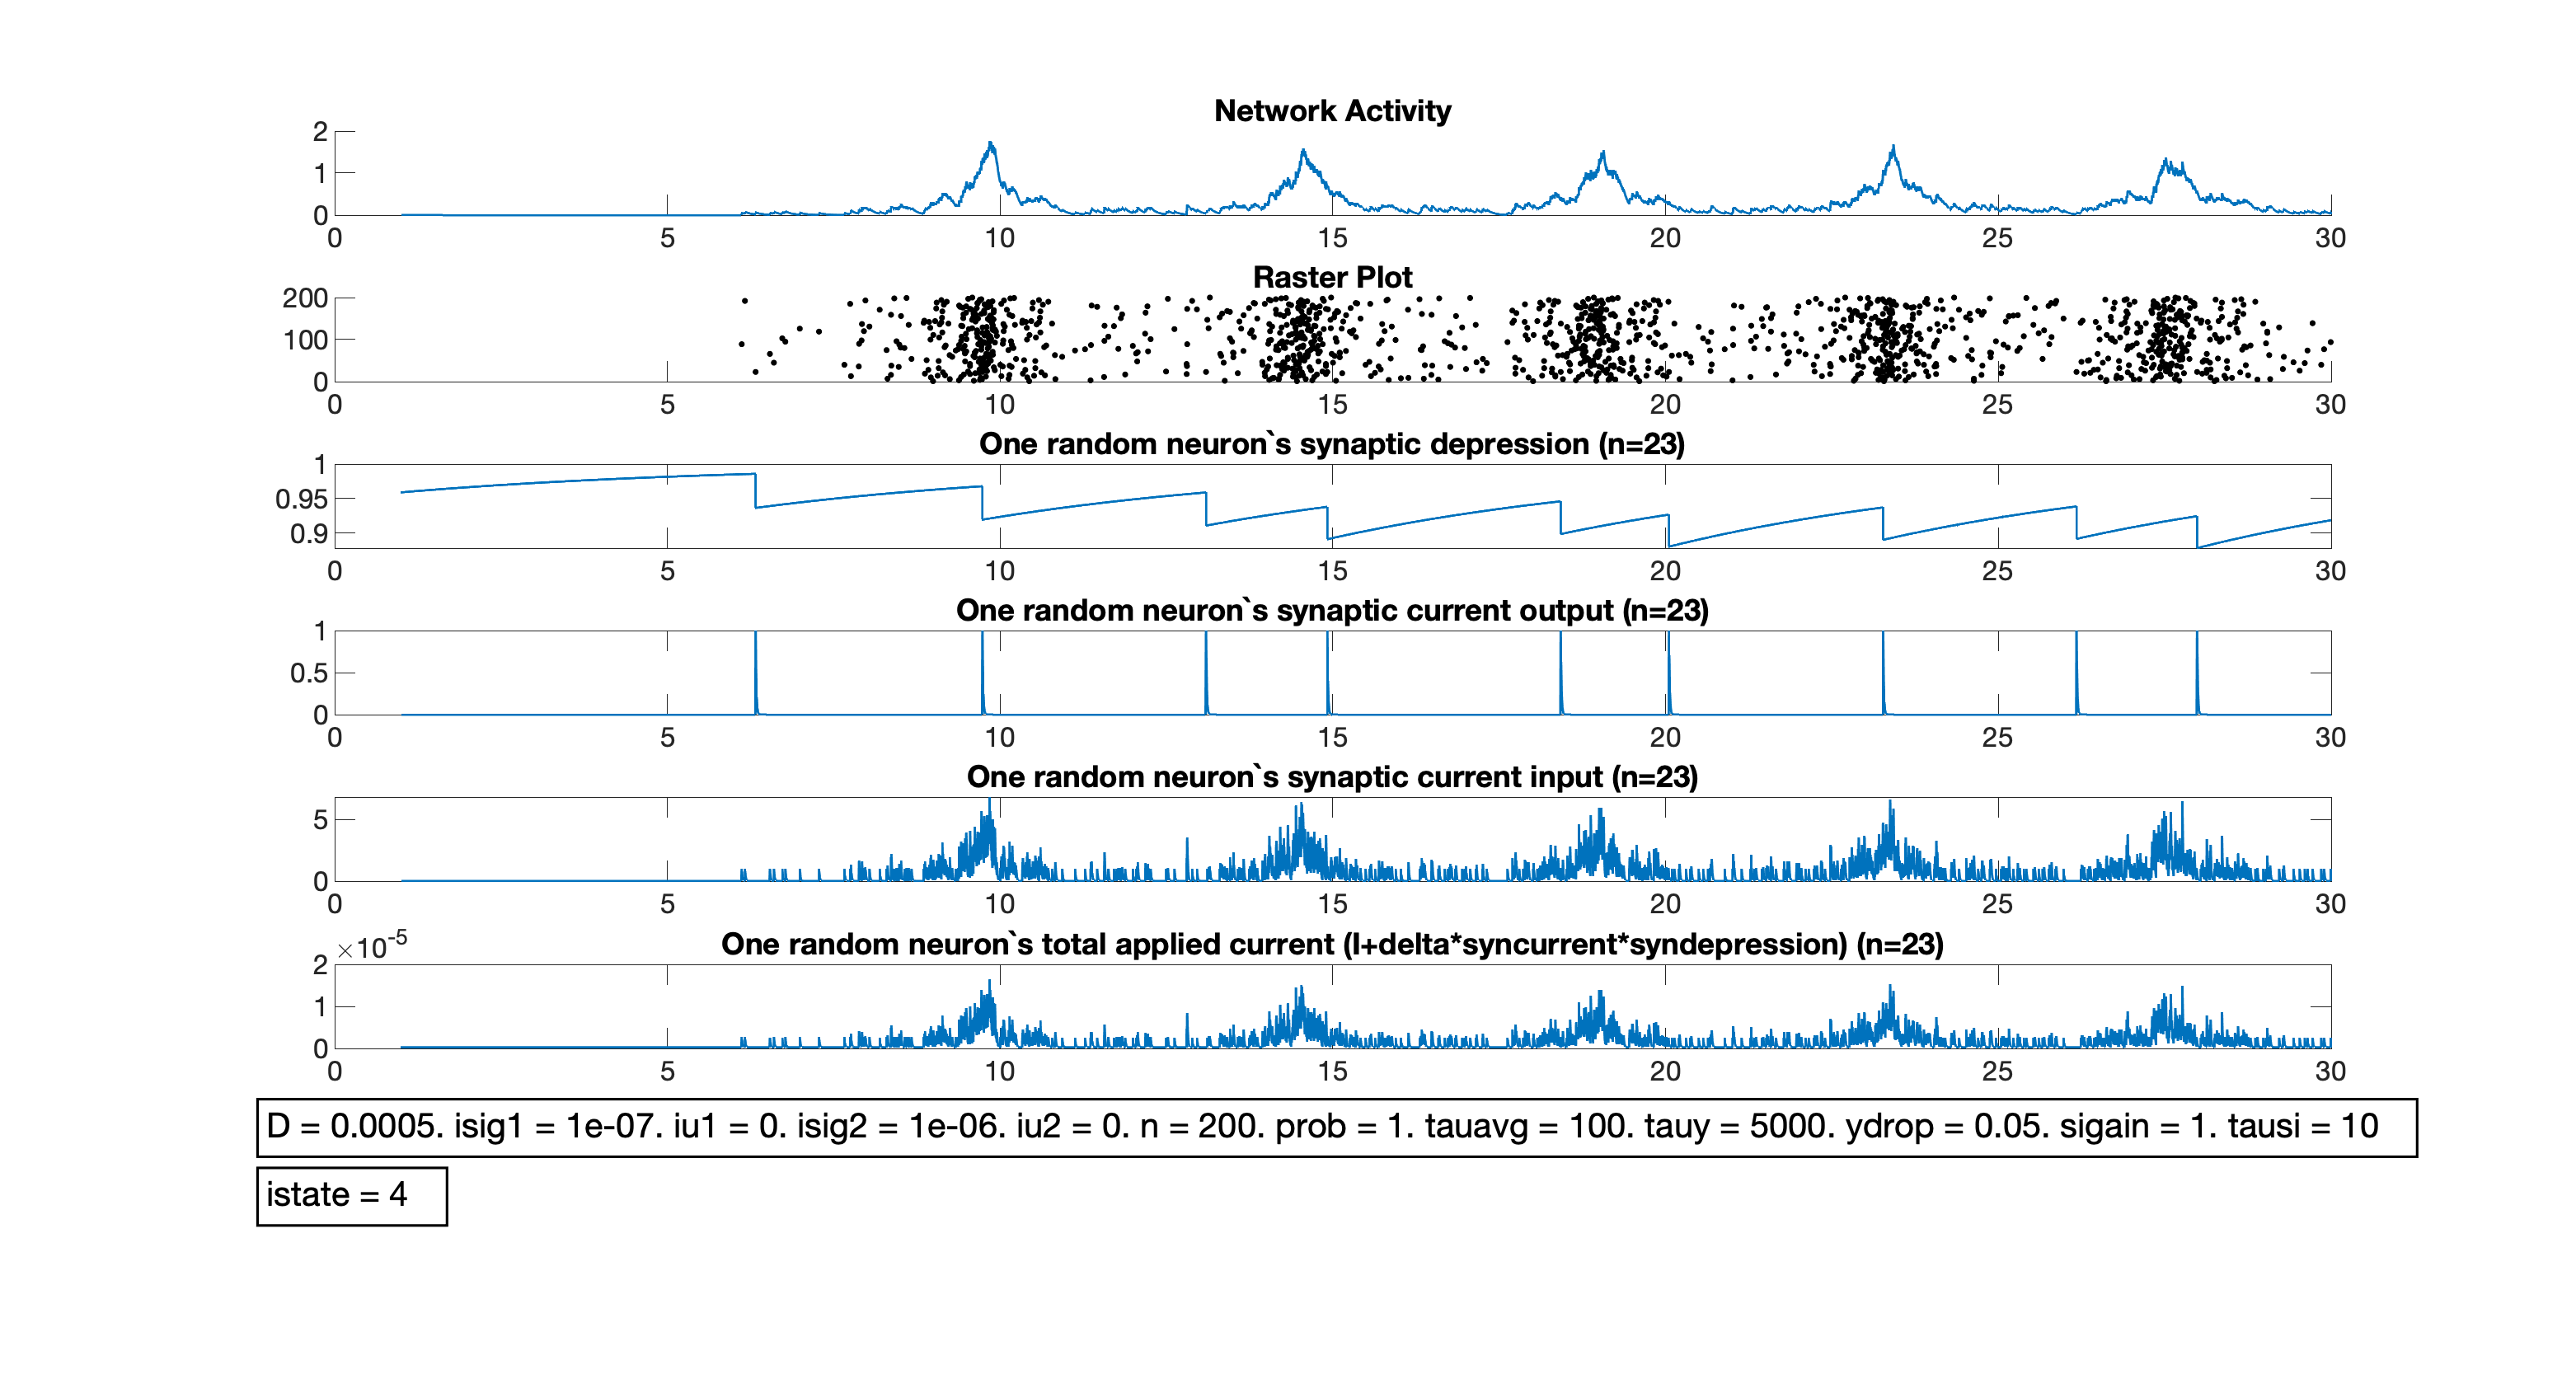 Network Activity
2
1
0
0 5 10 15 20 25 30
Raster Plot
200
100
0
0 5 10 15 20 25 30
One random neuron`s synaptic depression (n=23)
1
0.95
0.9
0 5 10 15 20 25 30
One random neuron`s synaptic current output (n=23)
1
0.5
0
0 5 10 15 20 25 30
One random neuron`s synaptic current input (n=23)
5
0
0 5 10 15 20 25 30
×10-5
One random neuron`s total applied current (I+delta*syncurrent*syndepression) (n=23)
2
1
0
0 5 10 15 20 25 30
D = 0.0005. isig1 = 1e-07. iu1 = 0. isig2 = 1e-06. iu2 = 0. n = 200. prob = 1. tauavg = 100. tauy = 5000. ydrop = 0.05. sigain = 1. tausi = 10
istate = 4